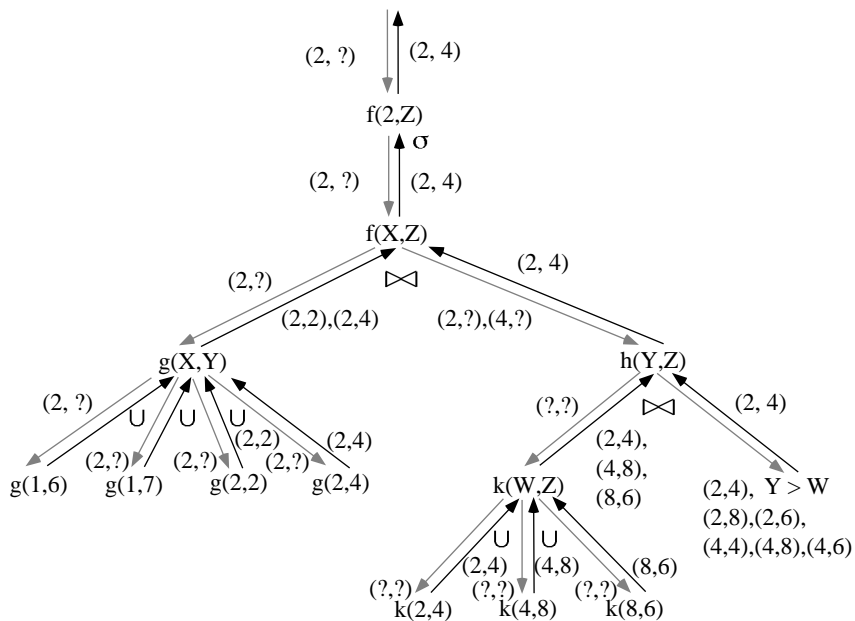 (2, ?) (2, 4)
f(2,Z)
σ
(2, ?) (2, 4)
f(X,Z)
(2,?) ⋈ (2, 4)
(2,2),(2,4) (2,?),(4,?)
g(X,Y) h(Y,Z)
(2, ?) ∪ ∪ ∪ (2,2) (2,4) (?,?) ⋈ (2, 4)
(2,?) (2,?) (2,?) (2,4),
(4,8),
(8,6)
g(1,6) g(1,7) g(2,2) g(2,4) k(W,Z) (2,4), Y > W
(2,8),(2,6),
(4,4),(4,8),(4,6)
∪ ∪
(2,4) (4,8) (8,6)
(?,?) (?,?) (?,?)
k(2,4) k(4,8) k(8,6)